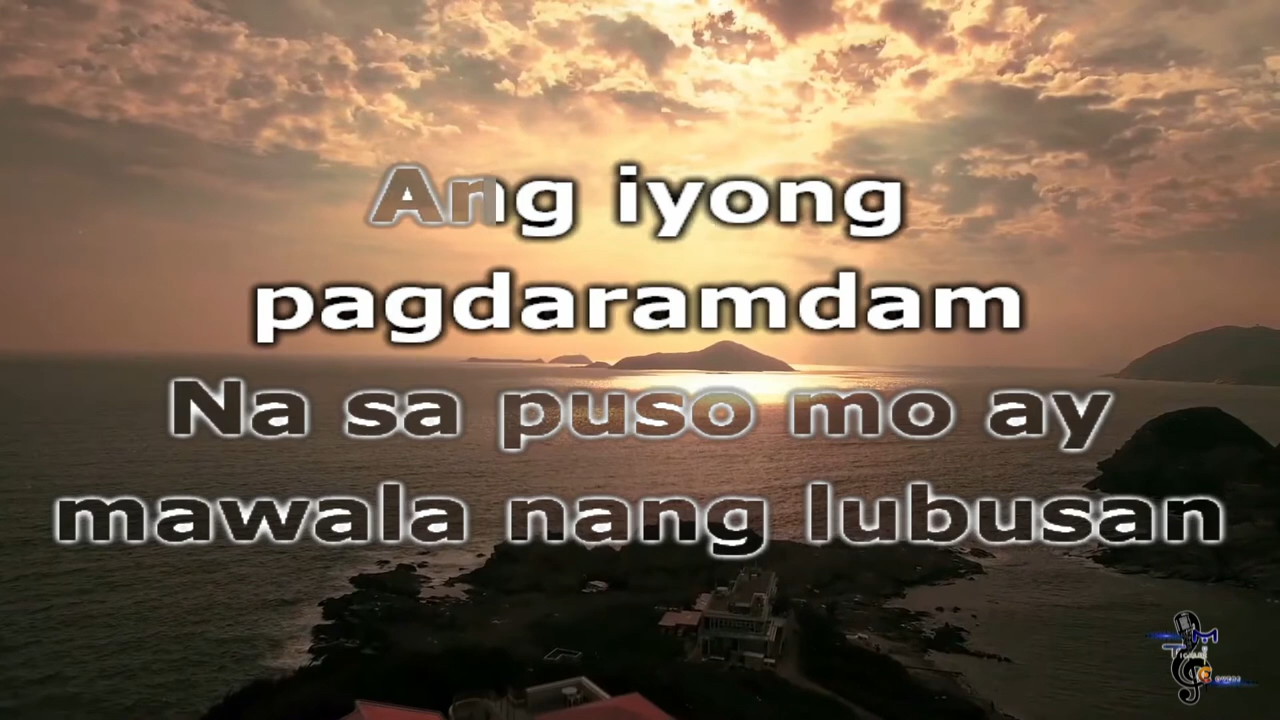 Ang iyong
pagdaramdam
Na sa puso mo ay
mawala nang lubusan